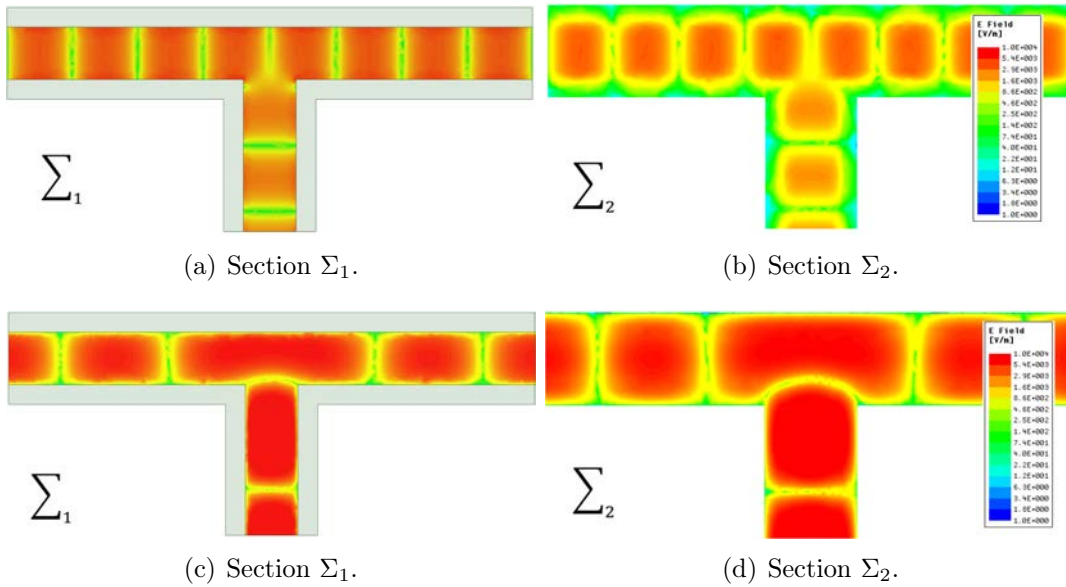 E Field
[V/m]
1.0E+004
5.4E+003
2.9E+003
1.6E+003
8.6E+002
4.6E+002
2.5E+002
1.4E+002
7.4E+001
4.0E+001
2.2E+001
1.2E+001
6.3E+000
3.4E+000
1.8E+000
1.0E+000
∑₁
∑₂
(a) Section Σ₁.
(b) Section Σ₂.
E Field
[V/m]
1.0E+004
5.4E+003
2.9E+003
1.6E+003
8.6E+002
4.6E+002
2.5E+002
1.4E+002
7.4E+001
4.0E+001
2.2E+001
1.2E+001
6.3E+000
3.4E+000
1.8E+000
1.0E+000
∑₁
∑₂
(c) Section Σ₁.
(d) Section Σ₂.